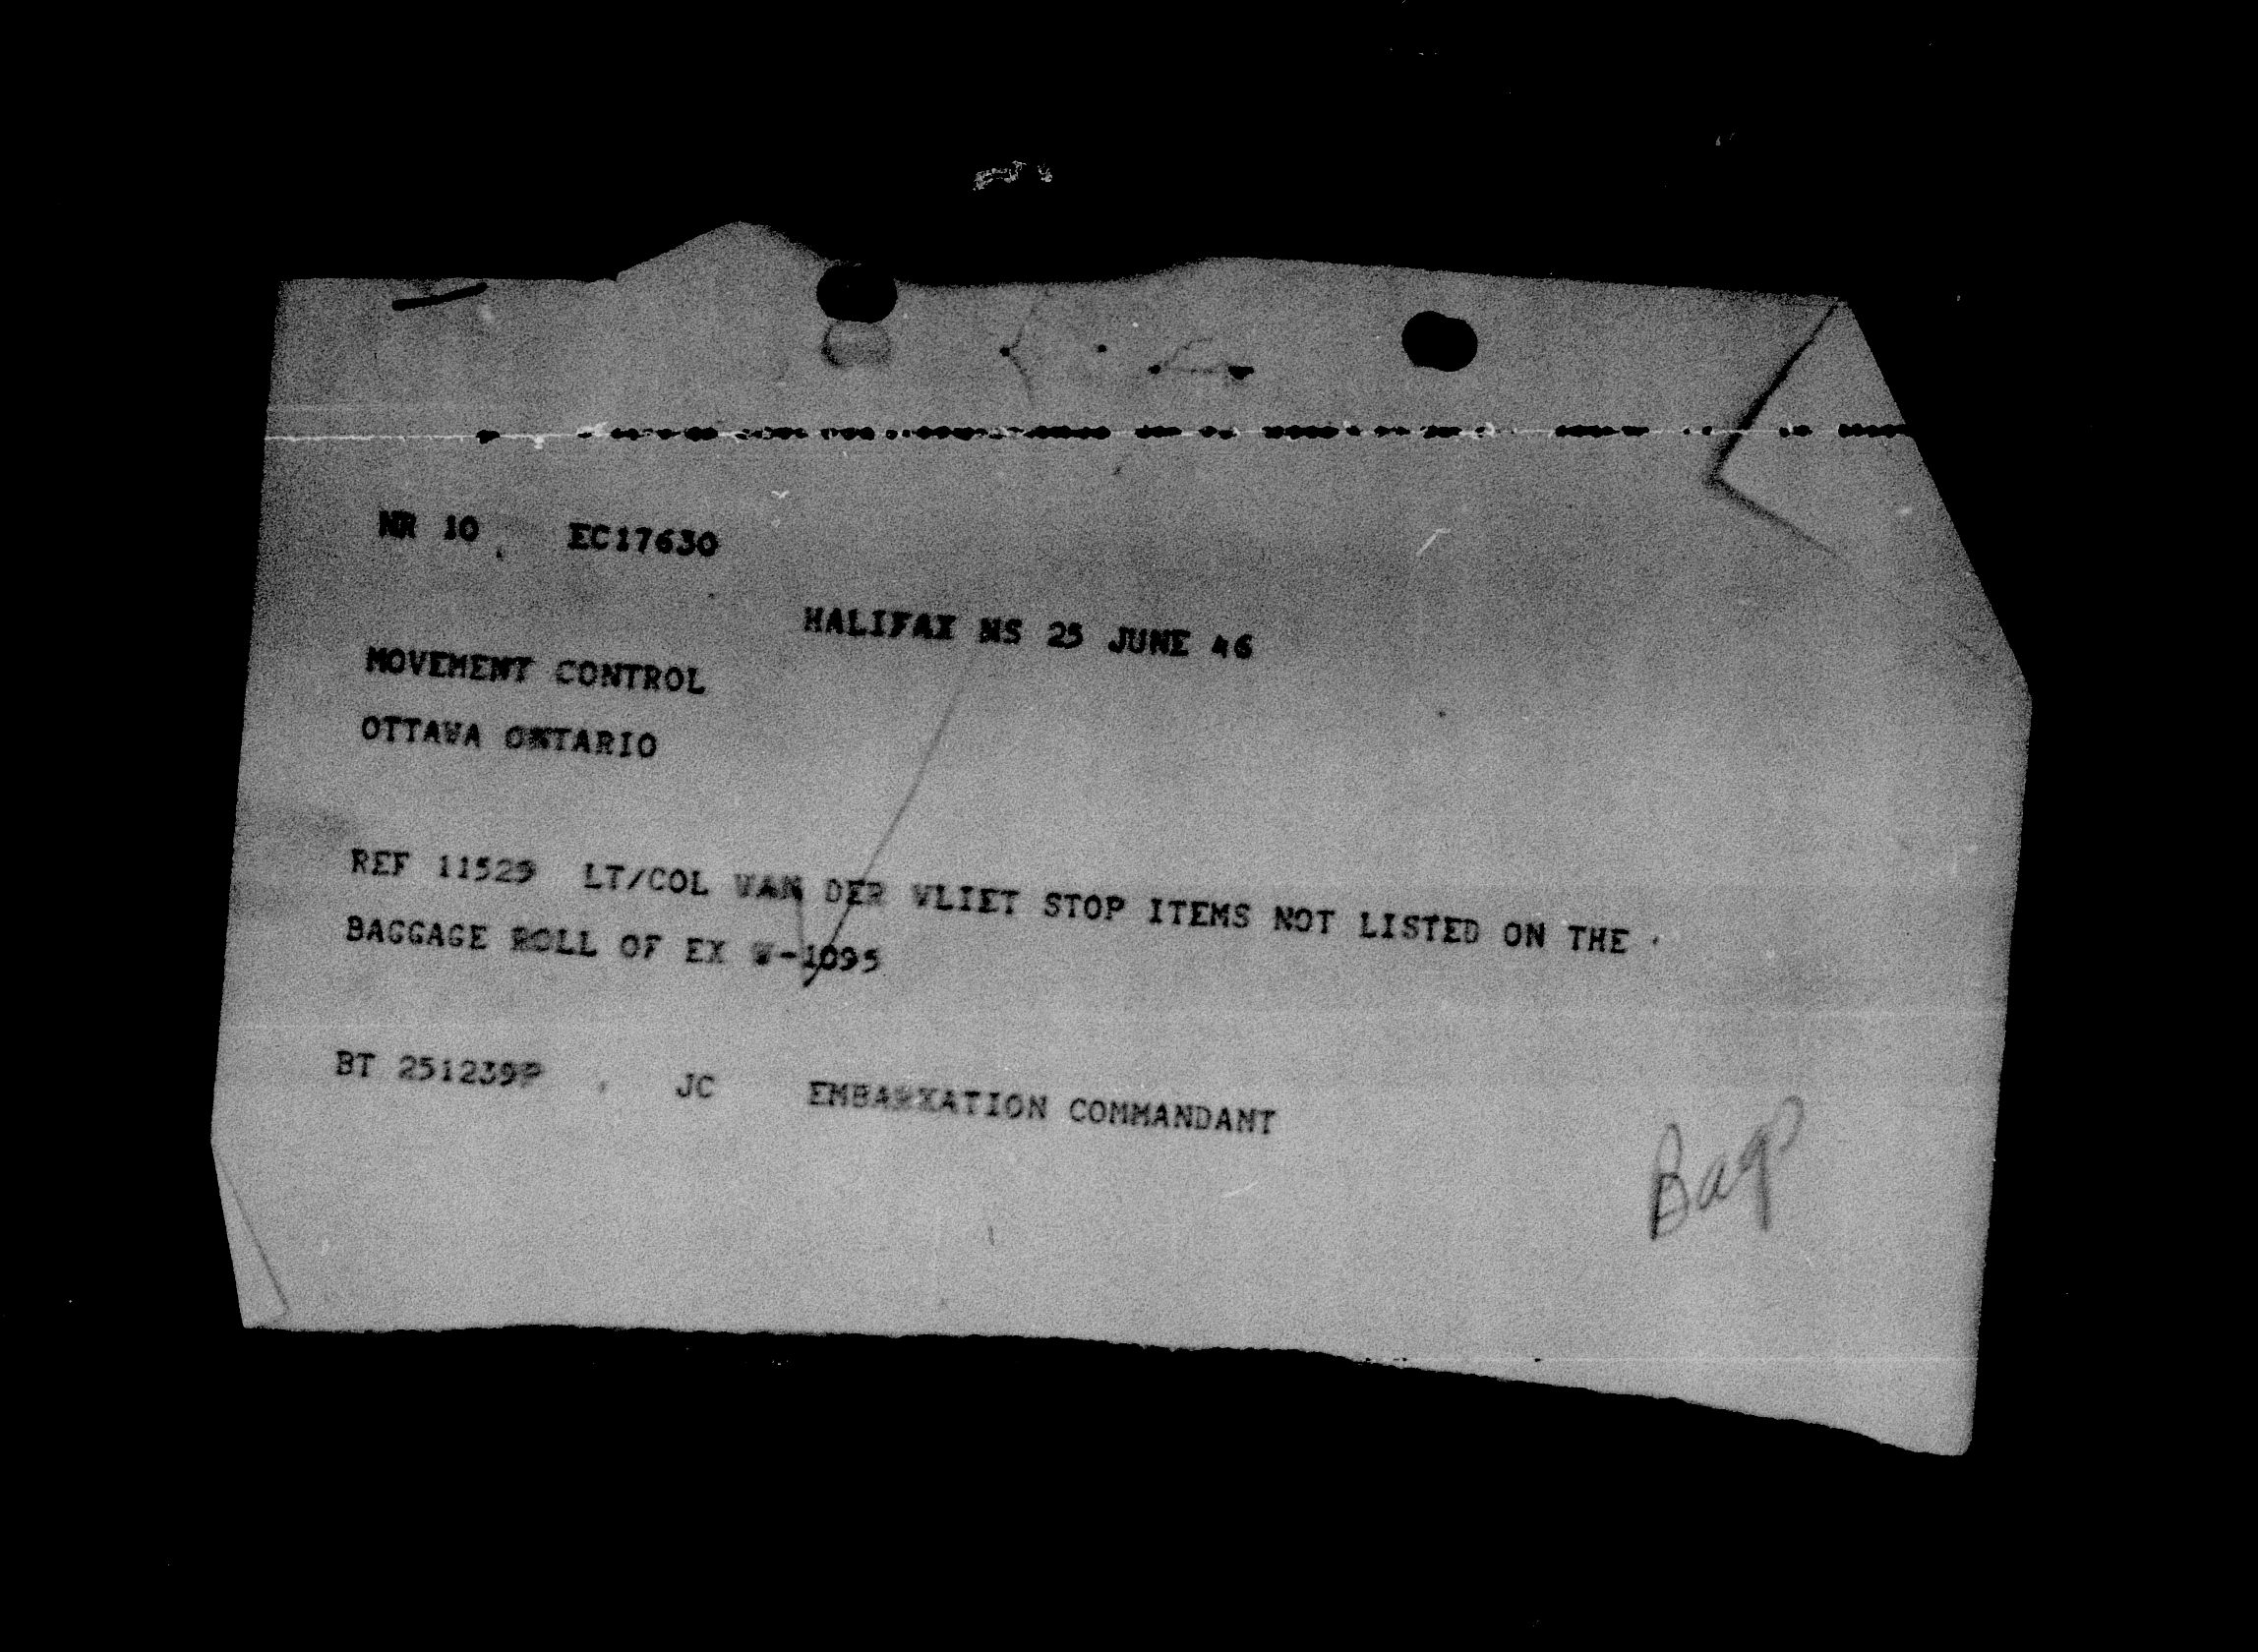 NR 10    EC17630
HALIFAX NS 25 JUNE 46
MOVEMENT CONTROL
OTTAWA ONTARIO
REF 11529 LT/COL VAN DER VLIET STOP ITEMS NOT LISTED ON THE
BAGGAGE ROLL OF EX W-1095
BT 251239P    JC    EMBARKATION COMMANDANT
Bags